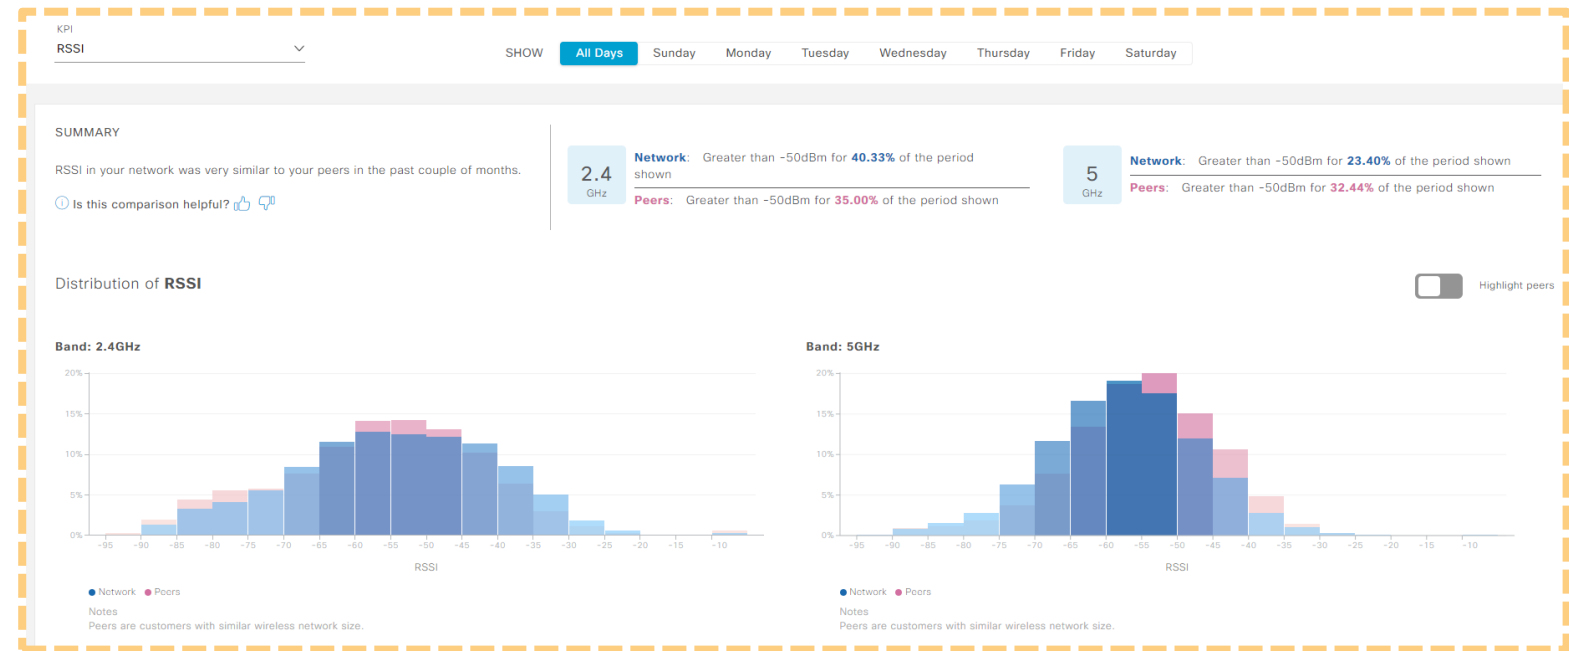 KPI
RSSI
SHOW All Days Sunday Monday Tuesday Wednesday Thursday Friday Saturday
SUMMARY
RSSI in your network was very similar to your peers in the past couple of months.
Is this comparison helpful?
2.4
GHz
Network: Greater than -50dBm for 40.33% of the period
shown
Peers: Greater than -50dBm for 35.00% of the period shown
5
GHz
Network: Greater than -50dBm for 23.40% of the period shown
Peers: Greater than -50dBm for 32.44% of the period shown
Distribution of RSSI
Highlight peers
Band: 2.4GHz
20%
15%
10%
5%
0%
-95 -90 -85 -80 -75 -70 -65 -60 -55 -50 -45 -40 -35 -30 -25 -20 -15 -10
RSSI
Network Peers
Notes
Peers are customers with similar wireless network size.
Band: 5GHz
20%
15%
10%
5%
0%
-95 -90 -85 -80 -75 -70 -65 -60 -55 -50 -45 -40 -35 -30 -25 -20 -15 -10
RSSI
Network Peers
Notes
Peers are customers with similar wireless network size.